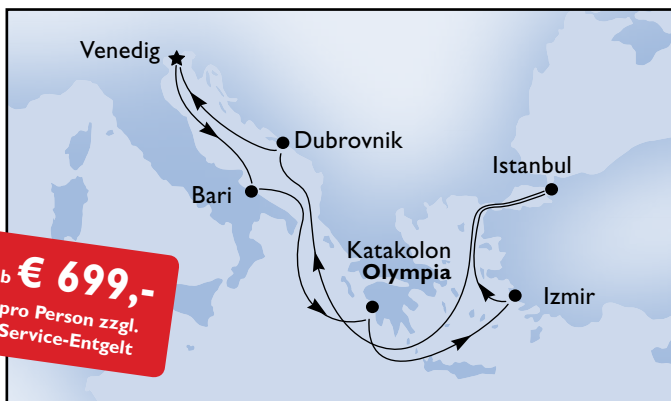 Venedig
Dubrovnik
Istanbul
Bari
Katakolon
Olympia
Izmir
€ 699,-
pro Person zzgl.
Service-Entgelt